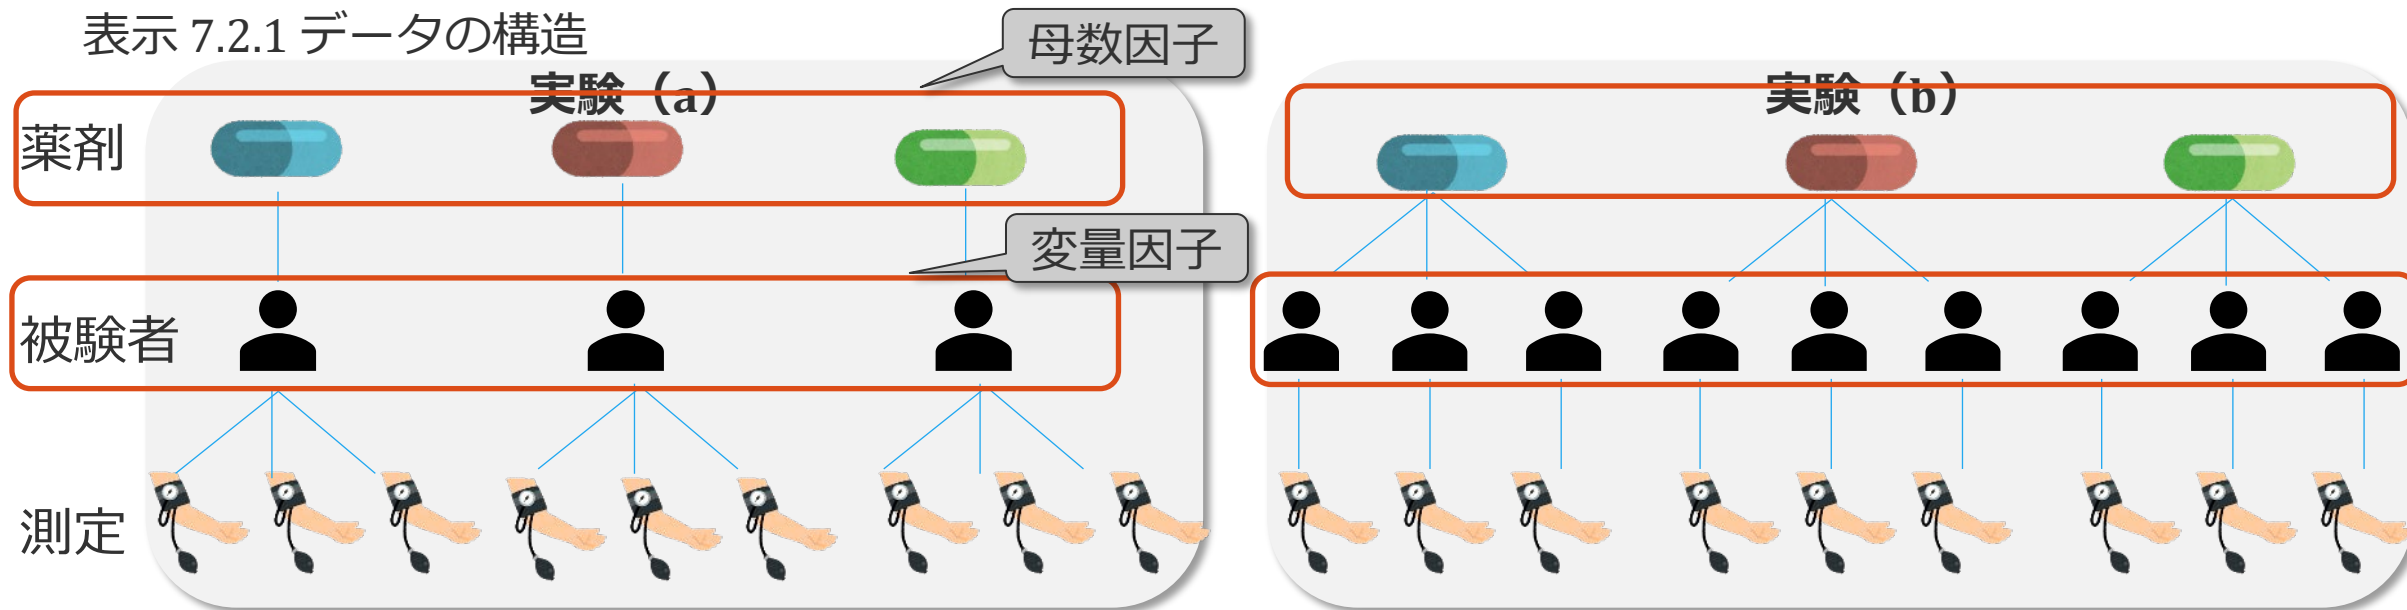 表示 7.2.1 データの構造
母数因子
実験（a）
実験（b）
薬剤
変量因子
被験者
測定